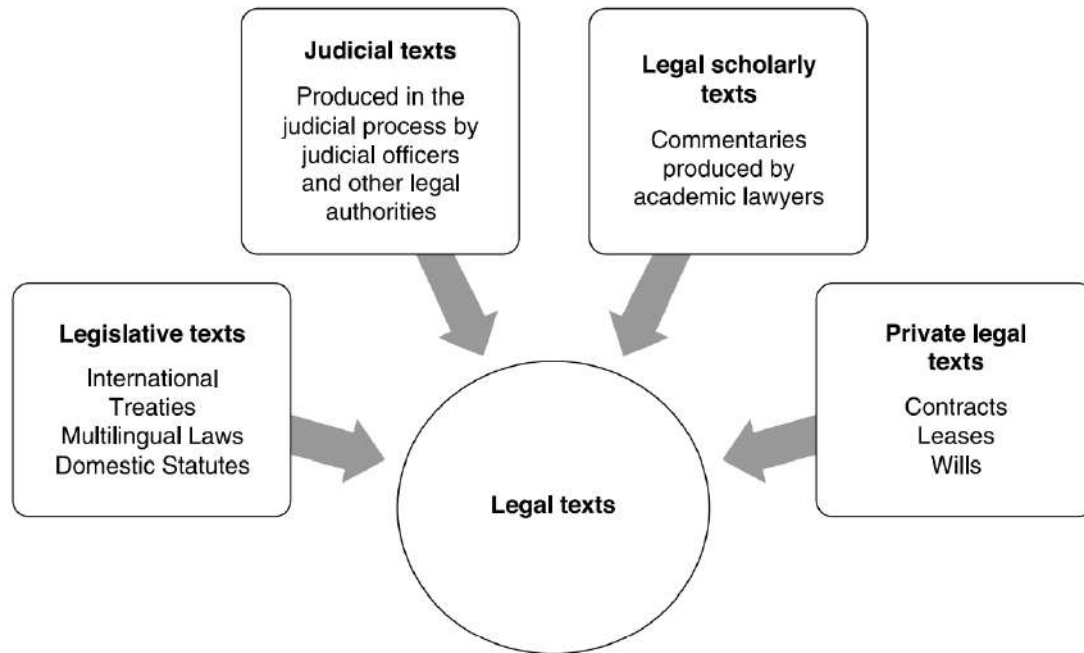 Judicial texts
Produced in the
judicial process by
judicial officers
and other legal
authorities
Legal scholarly
texts
Commentaries
produced by
academic lawyers
Legislative texts
International
Treaties
Multilingual Laws
Domestic Statutes
Private legal
texts
Contracts
Leases
Wills
Legal texts